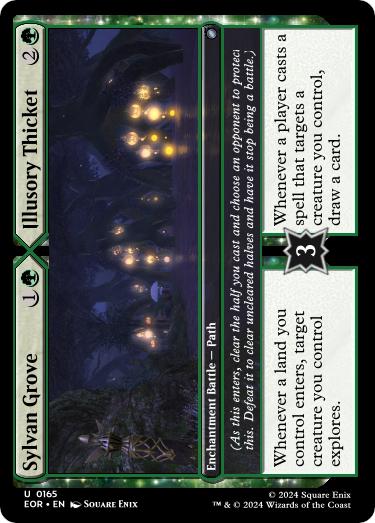 Sylvan Grove 1
Illusory Thicket 2
Enchantment Battle — Path
(As this enters, clear the half you cast and choose an opponent to protect
this. Defeat it to clear uncleared halves and have it stop being a battle.)
Whenever a land you
control enters, target
creature you control
explores.
3
Whenever a player casts a
spell that targets a
creature you control,
draw a card.
U 0165
EOR • EN SQUARE ENIX
© 2024 Square Enix
™ & © 2024 Wizards of the Coast